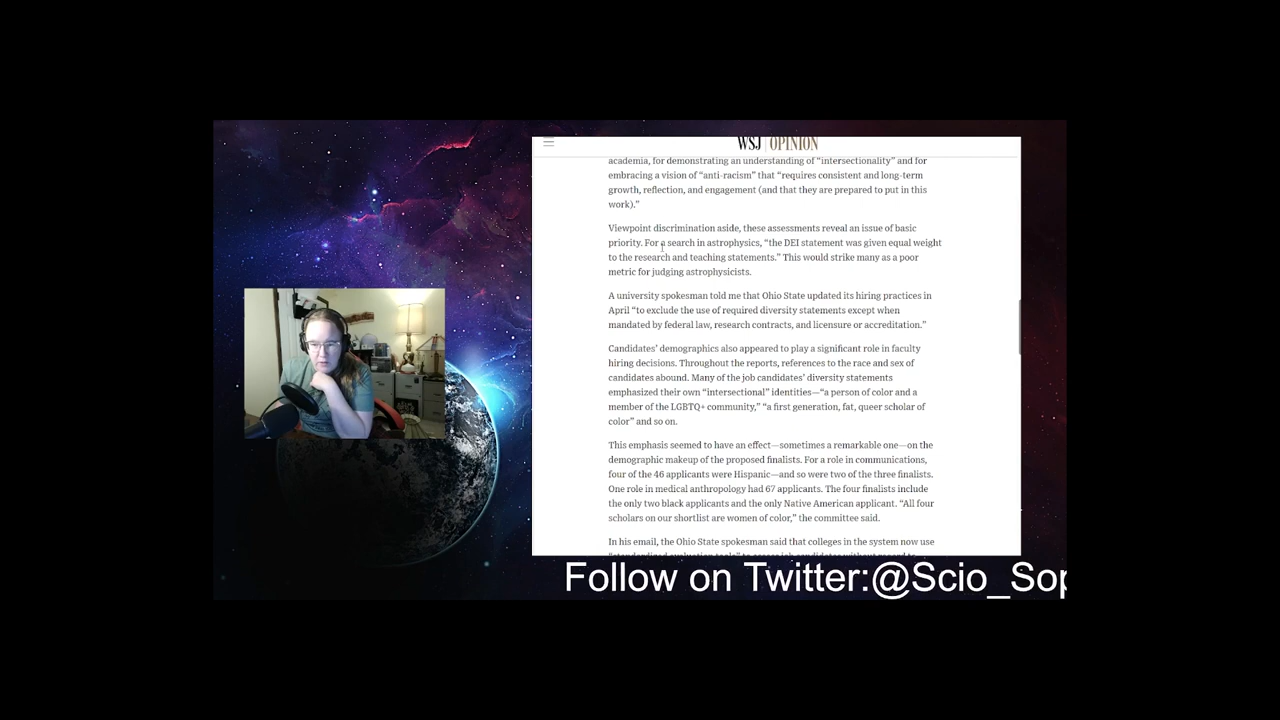 WSJ | OPINION
academia, for demonstrating an understanding of “intersectionality” and for
embracing a vision of “anti-racism” that “requires consistent and long-term
growth, reflection, and engagement (and that they are prepared to put in this
work).”
Viewpoint discrimination aside, these assessments reveal an issue of basic
priority. For a search in astrophysics, “the DEI statement was given equal weight
to the research and teaching statements.” This would strike many as a poor
metric for judging astrophysicists.
A university spokesman told me that Ohio State updated its hiring practices in
April “to exclude the use of required diversity statements except when
mandated by federal law, research contracts, and licensure or accreditation.”
Candidates’ demographics also appeared to play a significant role in faculty
hiring decisions. Throughout the reports, references to the race and sex of
candidates abound. Many of the job candidates’ diversity statements
emphasized their own “intersectional” identities—“a person of color and a
member of the LGBTQ+ community,” “a first generation, fat, queer scholar of
color” and so on.
This emphasis seemed to have an effect—sometimes a remarkable one—on the
demographic makeup of the proposed finalists. For a role in communications,
four of the 46 applicants were Hispanic—and so were two of the three finalists.
One role in medical anthropology had 67 applicants. The four finalists include
the only two black applicants and the only Native American applicant. “All four
scholars on our shortlist are women of color,” the committee said.
In his email, the Ohio State spokesman said that colleges in the system now use
Follow on Twitter:@Scio_Sop